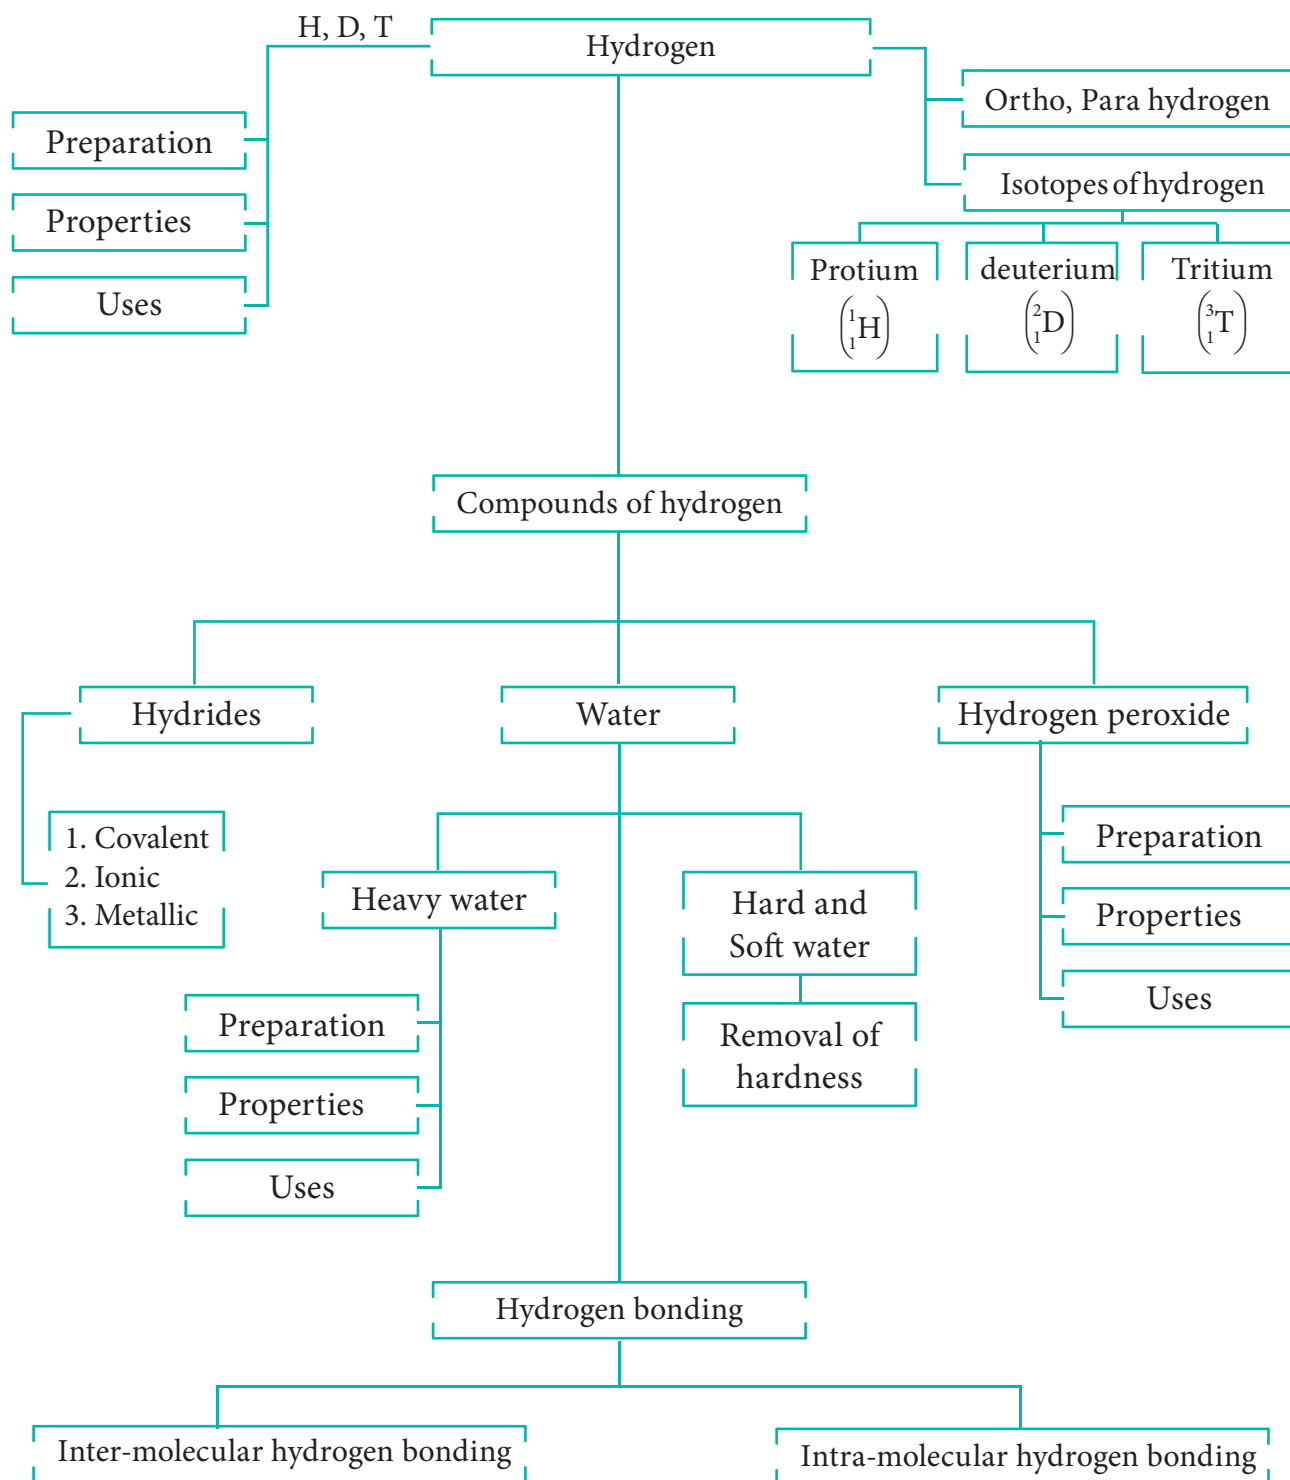 H, D, T
Hydrogen
Preparation
Properties
Uses
Ortho, Para hydrogen
Isotopes of hydrogen
Protium
(¹₁H)
deuterium
(²₁D)
Tritium
(³₁T)
Compounds of hydrogen
Hydrides
Water
Hydrogen peroxide
1. Covalent
2. Ionic
3. Metallic
Heavy water
Preparation
Properties
Uses
Hard and
Soft water
Removal of
hardness
Preparation
Properties
Uses
Hydrogen bonding
Inter-molecular hydrogen bonding
Intra-molecular hydrogen bonding